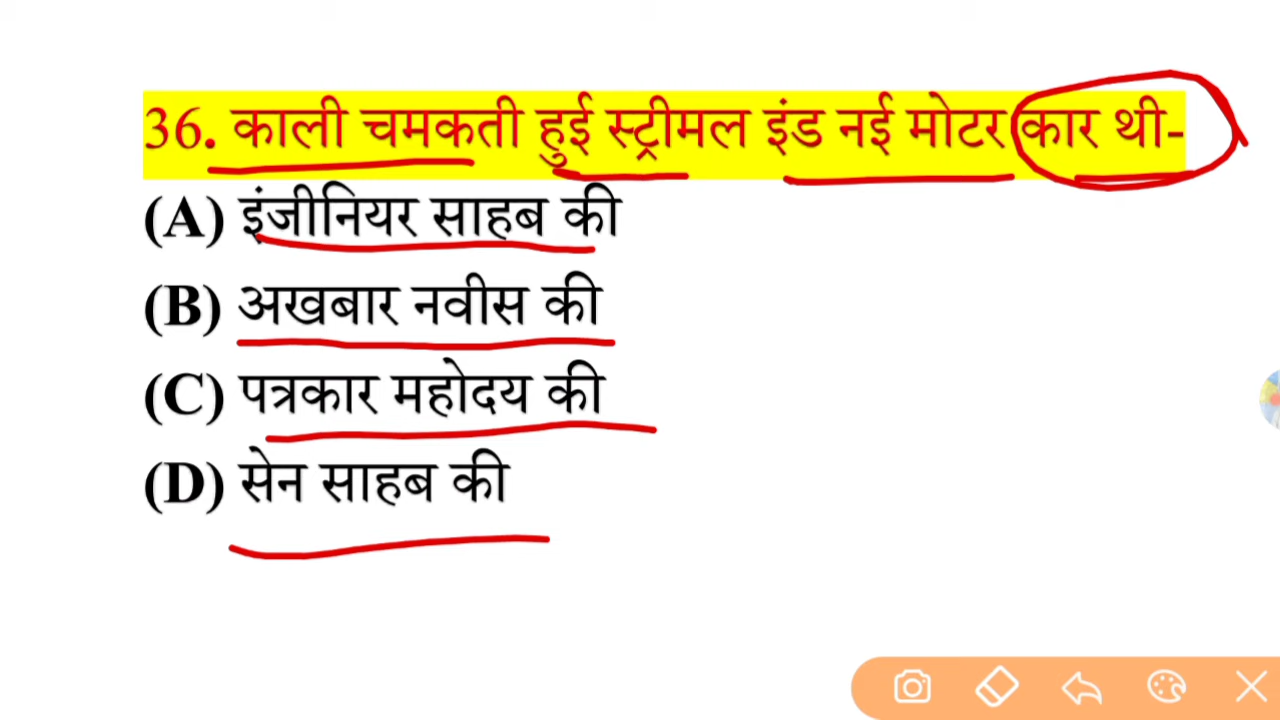 36. काली चमकती हुई स्ट्रीमल इंड नई मोटर कार थी-
(A) इंजीनियर साहब की
(B) अखबार नवीस की
(C) पत्रकार महोदय की
(D) सेन साहब की